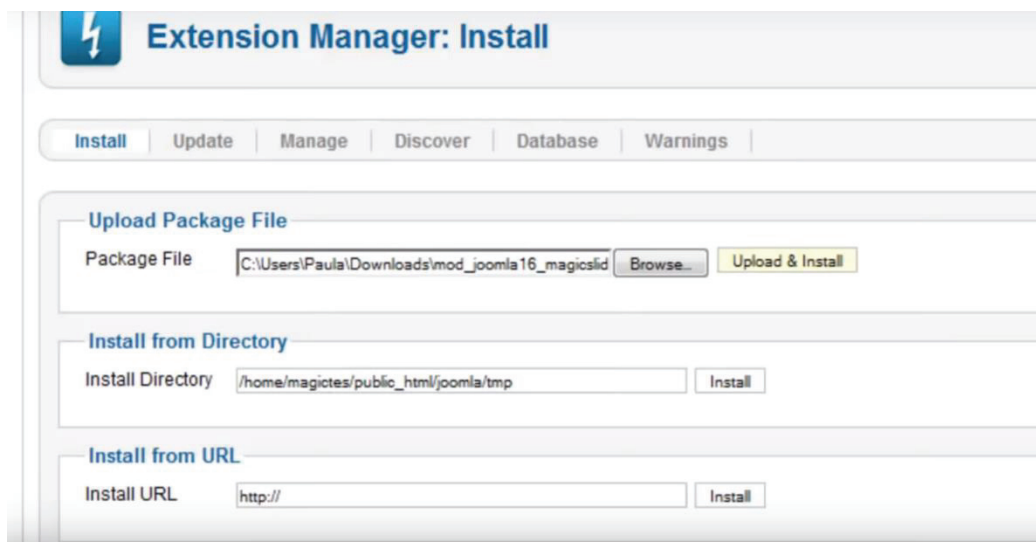 Extension Manager: Install
Install Update Manage Discover Database Warnings
Upload Package File
Package File C:\Users\Paula\Downloads\mod_joomla16_magicslid Browse... Upload & Install
Install from Directory
Install Directory /home/magictes/public_html/joomla/tmp Install
Install from URL
Install URL http:// Install